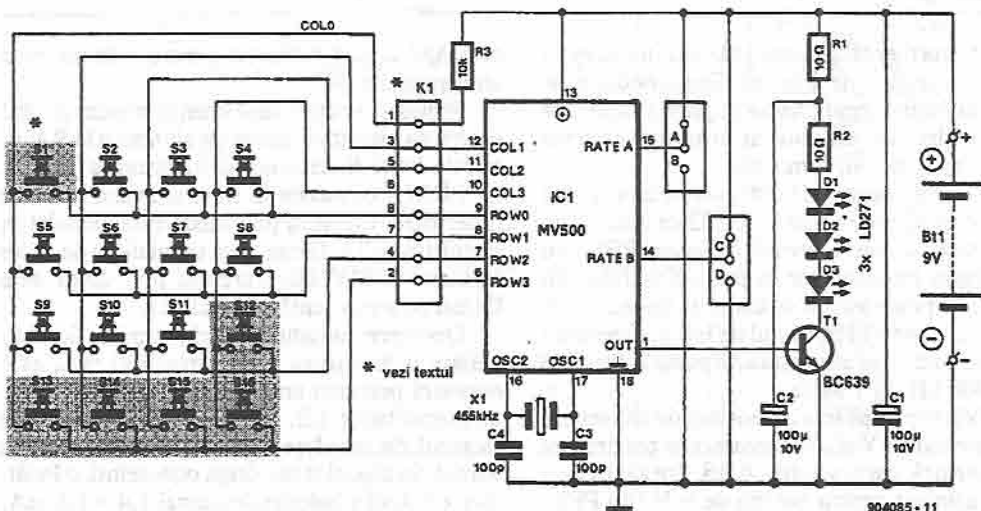 COL0
R3
10k
R1
10Ω
*
K1
1
13
*
S2
S3
S4
3
12
COL1
RATE A
15
A
B
R2
10Ω
5
11
COL2
6
10
COL3
IC1
D1
8
9
ROW0
MV500
D2
3x LD271
Bt1
9V
S5
S6
S7
S8
7
8
ROW1
4
7
ROW2
RATE B
14
C
D
D3
2
6
ROW3
S9
S10
S11
S12
T1
OUT
1
BC639
* vezi textul
OSC2
OSC1
16
17
18
S13
S14
S15
S16
X1
455kHz
C4
100p
C3
100p
C2
100µ
10V
C1
100µ
10V
904085 - 11